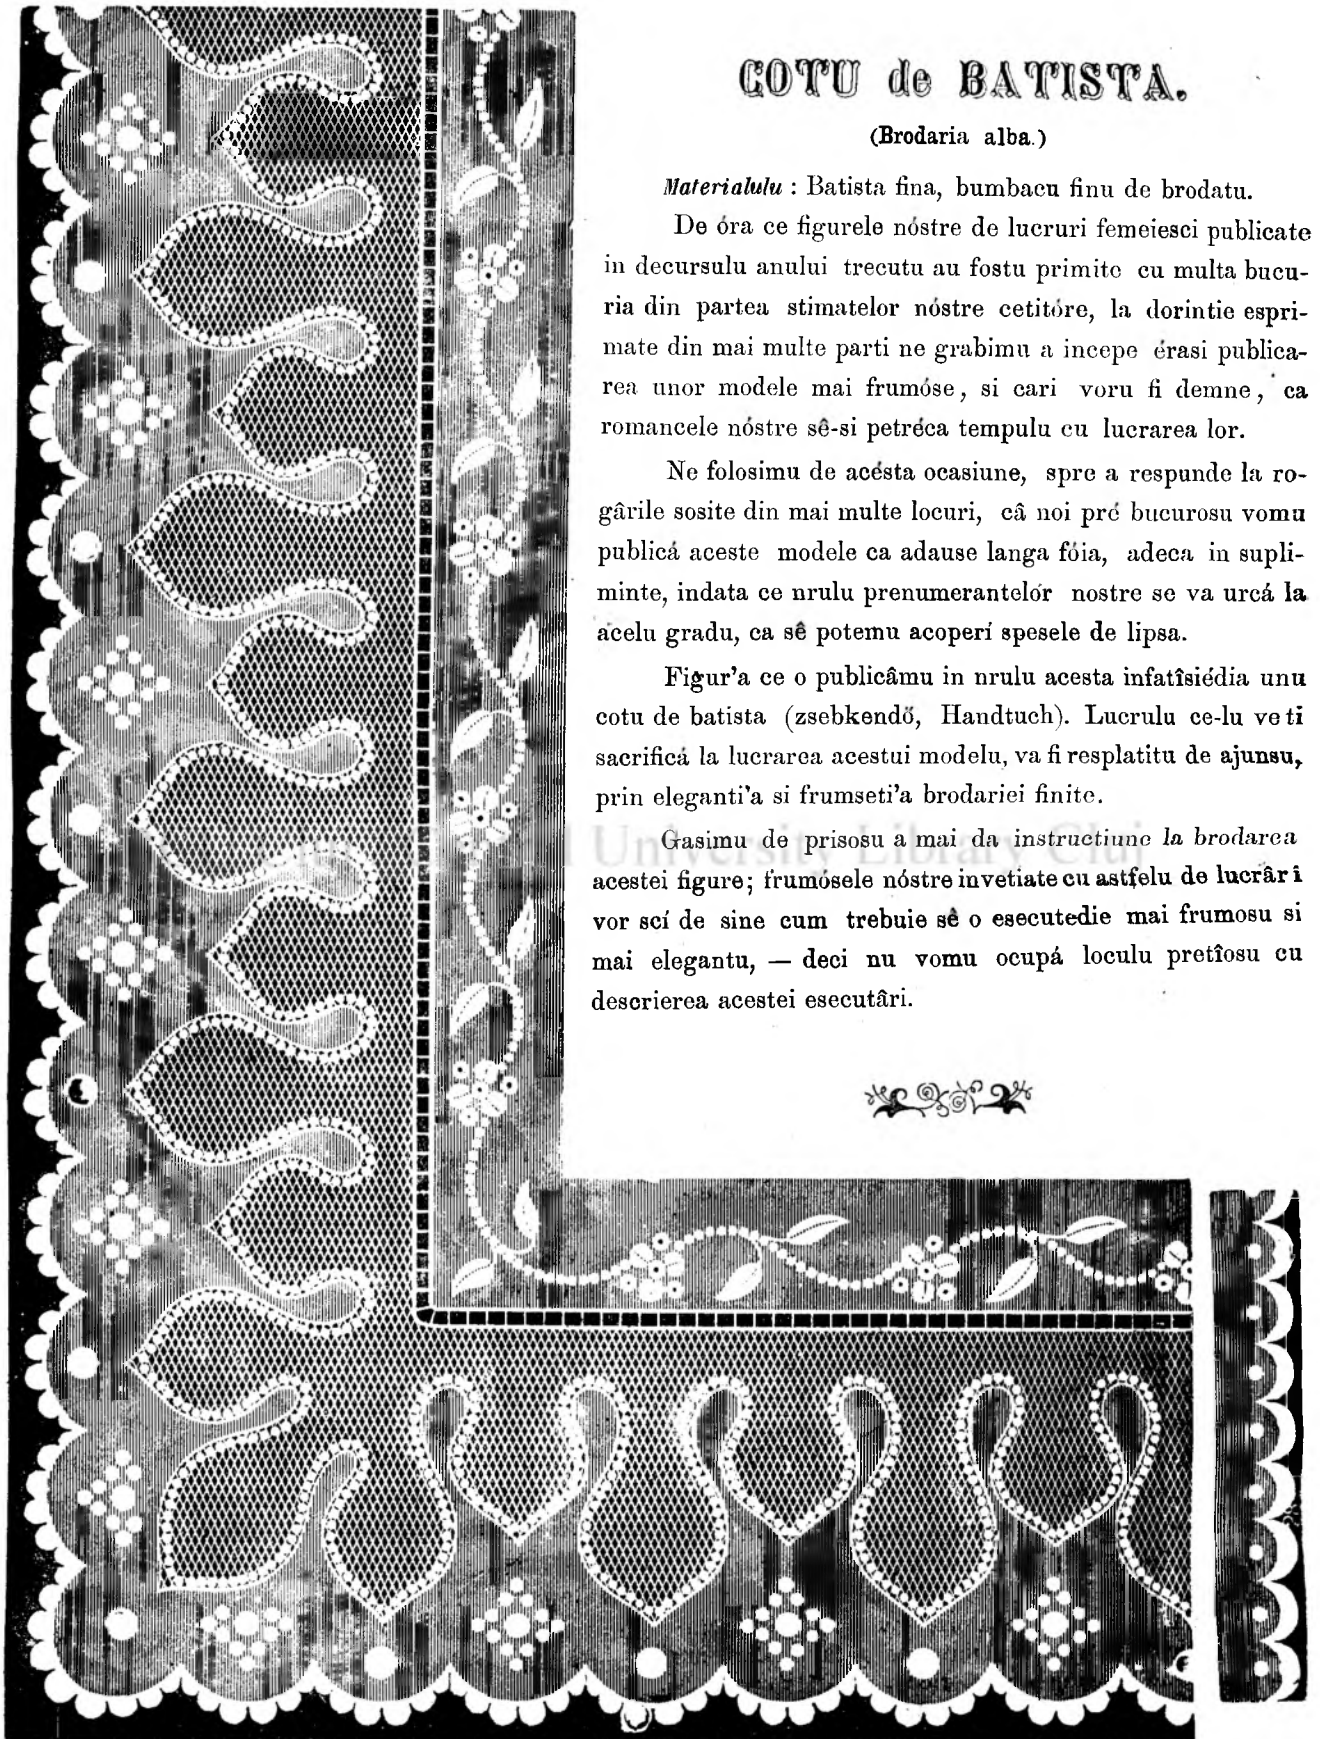 COTU de BATISTA.
(Brodaria alba.)
Materialulu : Batista fina, bumbacu finu de brodatu.
De óra ce figurele nóstre de lucruri femeiesci publicate
in decursulu anului trecutu au fostu primite cu multa bucu-
ria din partea stimatelor nóstre cetitóre, la dorintie espri-
mate din mai multe parti ne grabimu a incepe érasi publica-
rea unor modele mai frumóse, si cari voru fi demne, ca
romancele nóstre sê-si petréca tempulu cu lucrarea lor.
Ne folosimu de acésta ocasiune, spre a respunde la ro-
gârile sosite din mai multe locuri, câ noi pré bucurosu vomu
publicá aceste modele ca adause langa fóia, adeca in supli-
minte, indata ce nrulu prenumerantelór nostre se va urcá la
acelu gradu, ca sê potemu acoperí spesele de lipsa.
Figur'a ce o publicâmu in nrulu acesta infatîsiédia unu
cotu de batista (zsebkendő, Handtuch). Lucrulu ce-lu veti
sacrificá la lucrarea acestui modelu, va fi resplatitu de ajunsu,
prin eleganti'a si frumseti'a brodariei finite.
Gasimu de prisosu a mai da instructiune la brodarea
acestei figure; frumósele nóstre invetiate cu astfelu de lucrâri
vor scí de sine cum trebuie sê o esecutedie mai frumosu si
mai elegantu, — deci nu vomu ocupá loculu pretîosu cu
descrierea acestei esecutâri.
University Library Cluj